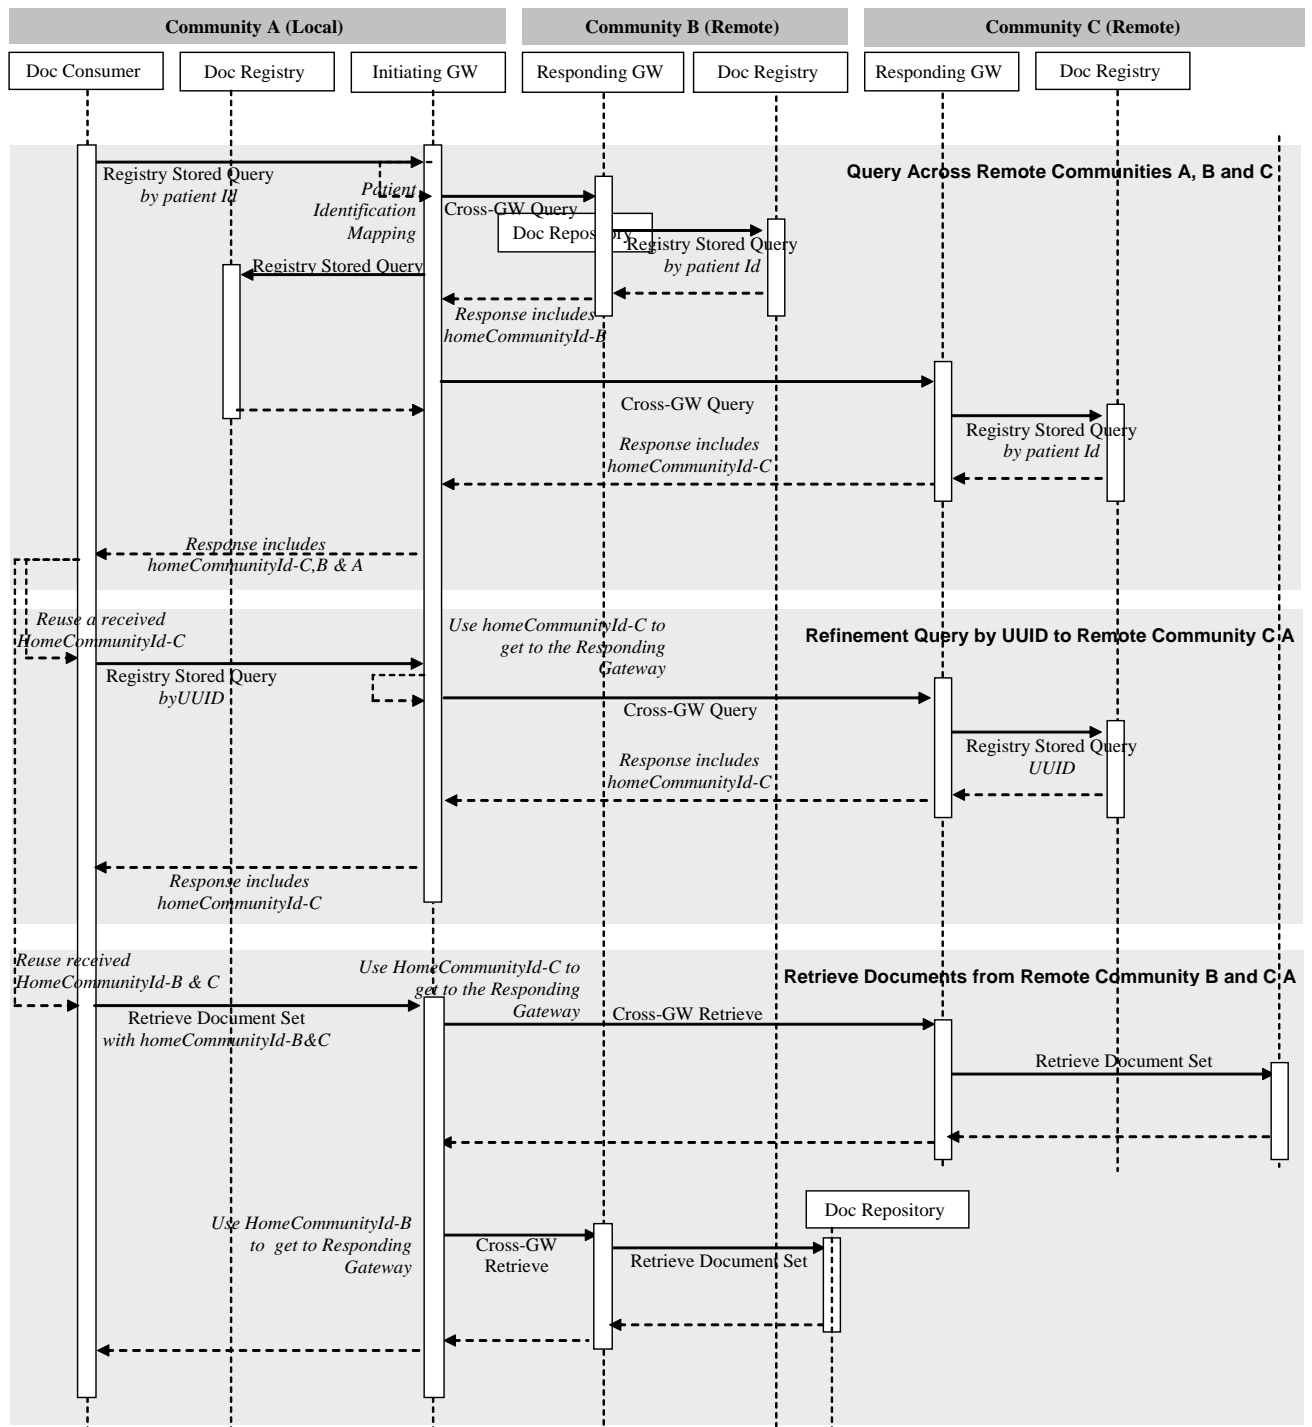 Community A (Local)
Community B (Remote)
Community C (Remote)
Doc Consumer
Doc Registry
Initiating GW
Responding GW
Doc Registry
Responding GW
Doc Registry
Query Across Remote Communities A, B and C
Registry Stored Query
by patient Id
Patient
Identification
Mapping
Cross-GW Query
Doc Repository
Registry Stored Query
by patient Id
Registry Stored Query
Response includes
homeCommunityId-B
Cross-GW Query
Registry Stored Query
by patient Id
Response includes
homeCommunityId-C
Response includes
homeCommunityId-C,B & A
Reuse a received
HomeCommunityId-C
Use homeCommunityId-C to
get to the Responding
Gateway
Refinement Query by UUID to Remote Community C A
Registry Stored Query
byUUID
Cross-GW Query
Registry Stored Query
UUID
Response includes
homeCommunityId-C
Response includes
homeCommunityId-C
Reuse received
HomeCommunityId-B & C
Use HomeCommunityId-C to
get to the Responding
Gateway
Retrieve Documents from Remote Community B and C A
Retrieve Document Set
with homeCommunityId-B&C
Cross-GW Retrieve
Retrieve Document Set
Doc Repository
Use HomeCommunityId-B
to get to Responding
Gateway
Cross-GW
Retrieve
Retrieve Document Set